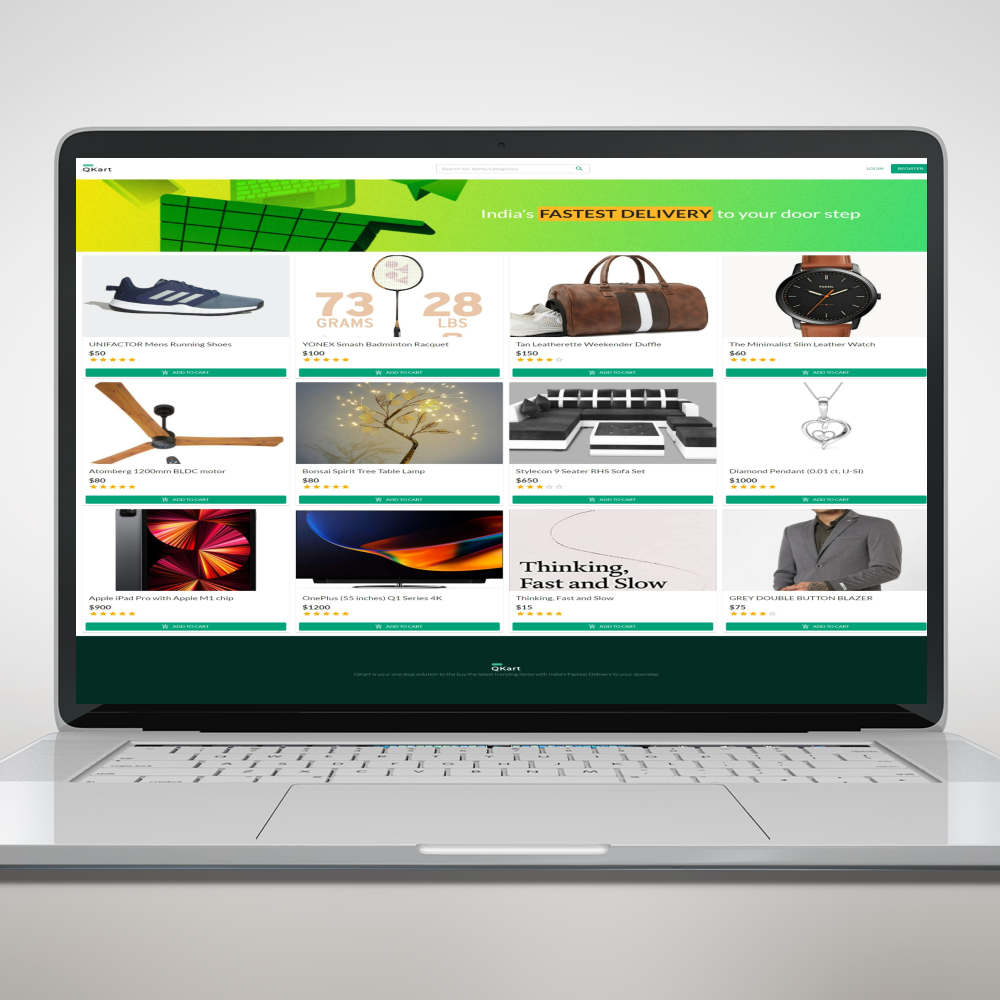 QKart
Search for items/categories
LOGIN
REGISTER
India's FASTEST DELIVERY to your door step
73
GRAMS
28
LBS
FOSSIL
UNIFACTOR Mens Running Shoes
$50
ADD TO CART
YONEX Smash Badminton Racquet
$100
ADD TO CART
Tan Leatherette Weekender Duffle
$150
ADD TO CART
The Minimalist Slim Leather Watch
$60
ADD TO CART
Atomberg 1200mm BLDC motor
$80
ADD TO CART
Bonsai Spirit Tree Table Lamp
$80
ADD TO CART
Stylecon 9 Seater RHS Sofa Set
$650
ADD TO CART
Diamond Pendant (0.01 ct, IJ-SI)
$1000
ADD TO CART
Thinking,
Fast and Slow
Apple iPad Pro with Apple M1 chip
$900
ADD TO CART
OnePlus (55 inches) Q1 Series 4K
$1200
ADD TO CART
Thinking, Fast and Slow
$15
ADD TO CART
GREY DOUBLE BUTTON BLAZER
$75
ADD TO CART
QKart
QKart is your one stop solution to the buy the latest trending items with India's Fastest Delivery to your doorstep